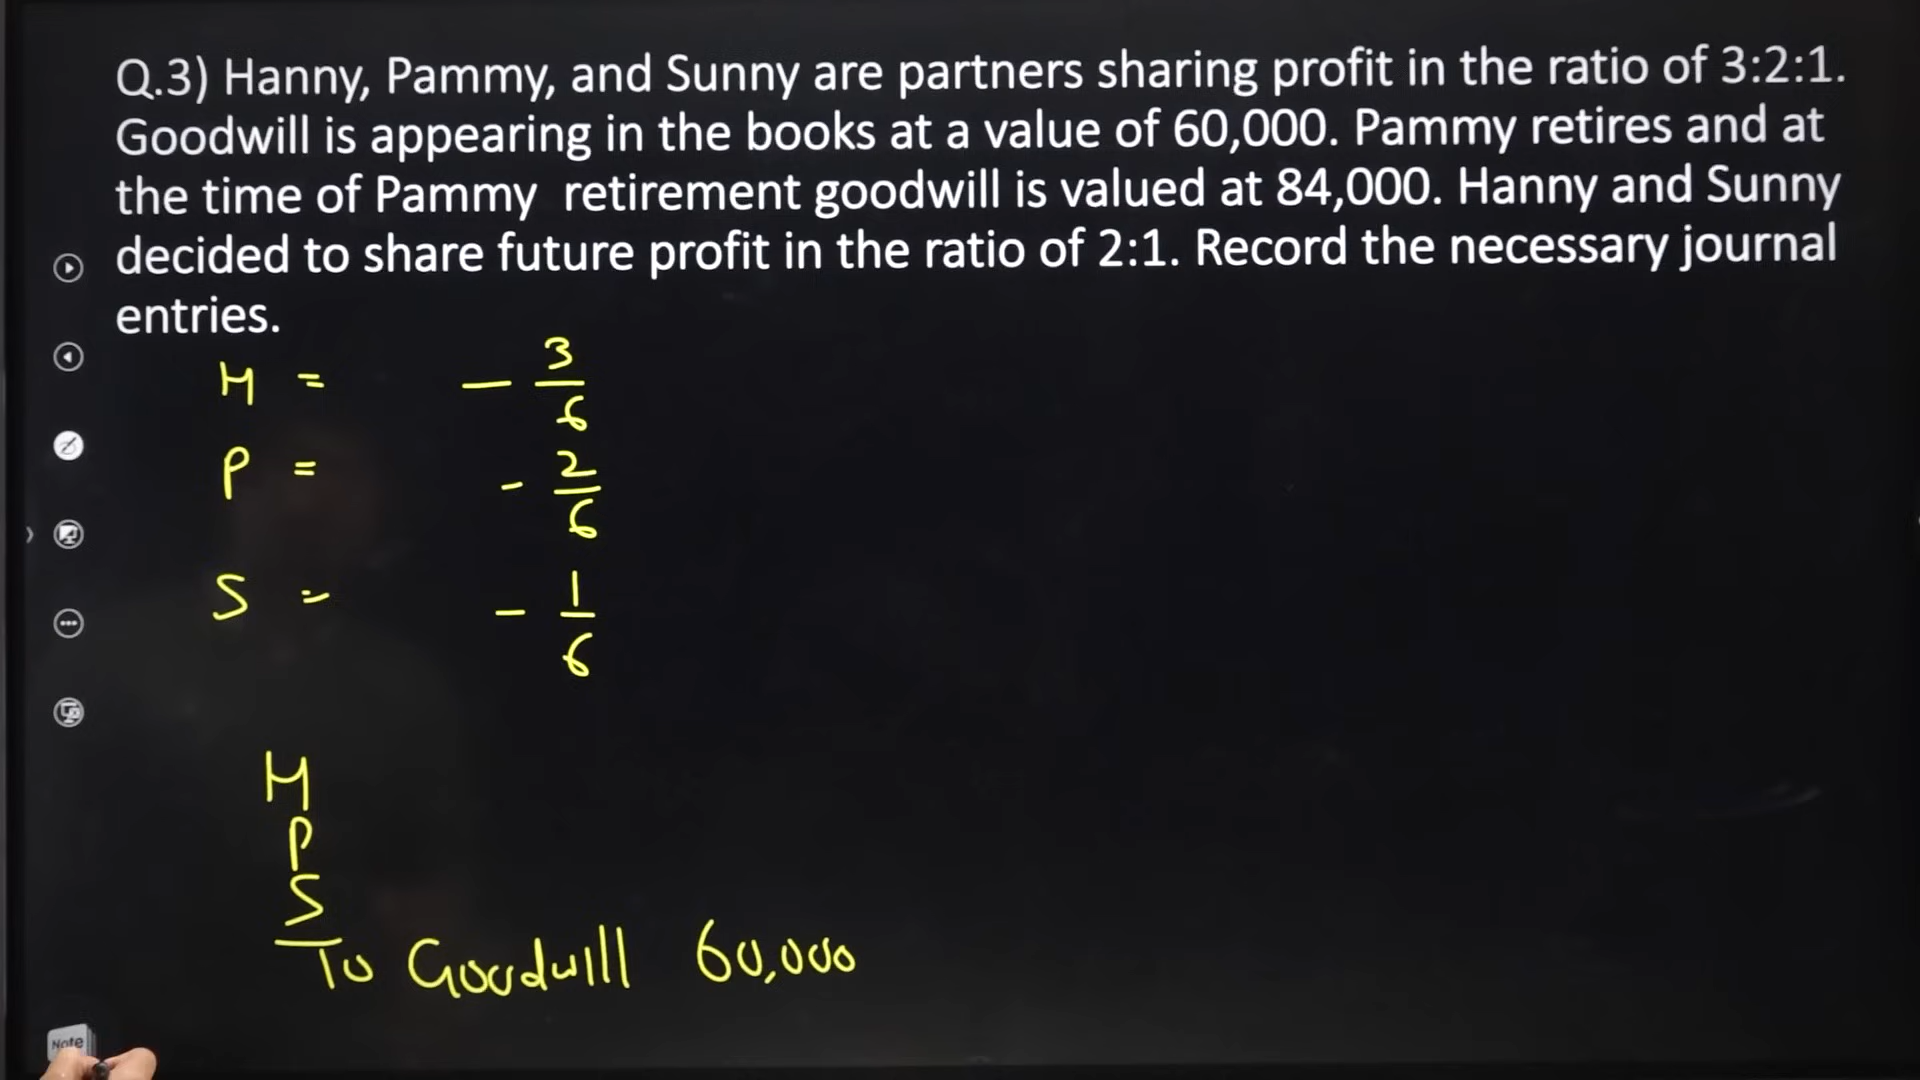 Q.3) Hanny, Pammy, and Sunny are partners sharing profit in the ratio of 3:2:1.
Goodwill is appearing in the books at a value of 60,000. Pammy retires and at
the time of Pammy retirement goodwill is valued at 84,000. Hanny and Sunny
decided to share future profit in the ratio of 2:1. Record the necessary journal
entries.
H = - 3/6
P = - 2/6
S = - 1/6
H
P
S
To Goodwill 60,000
Note